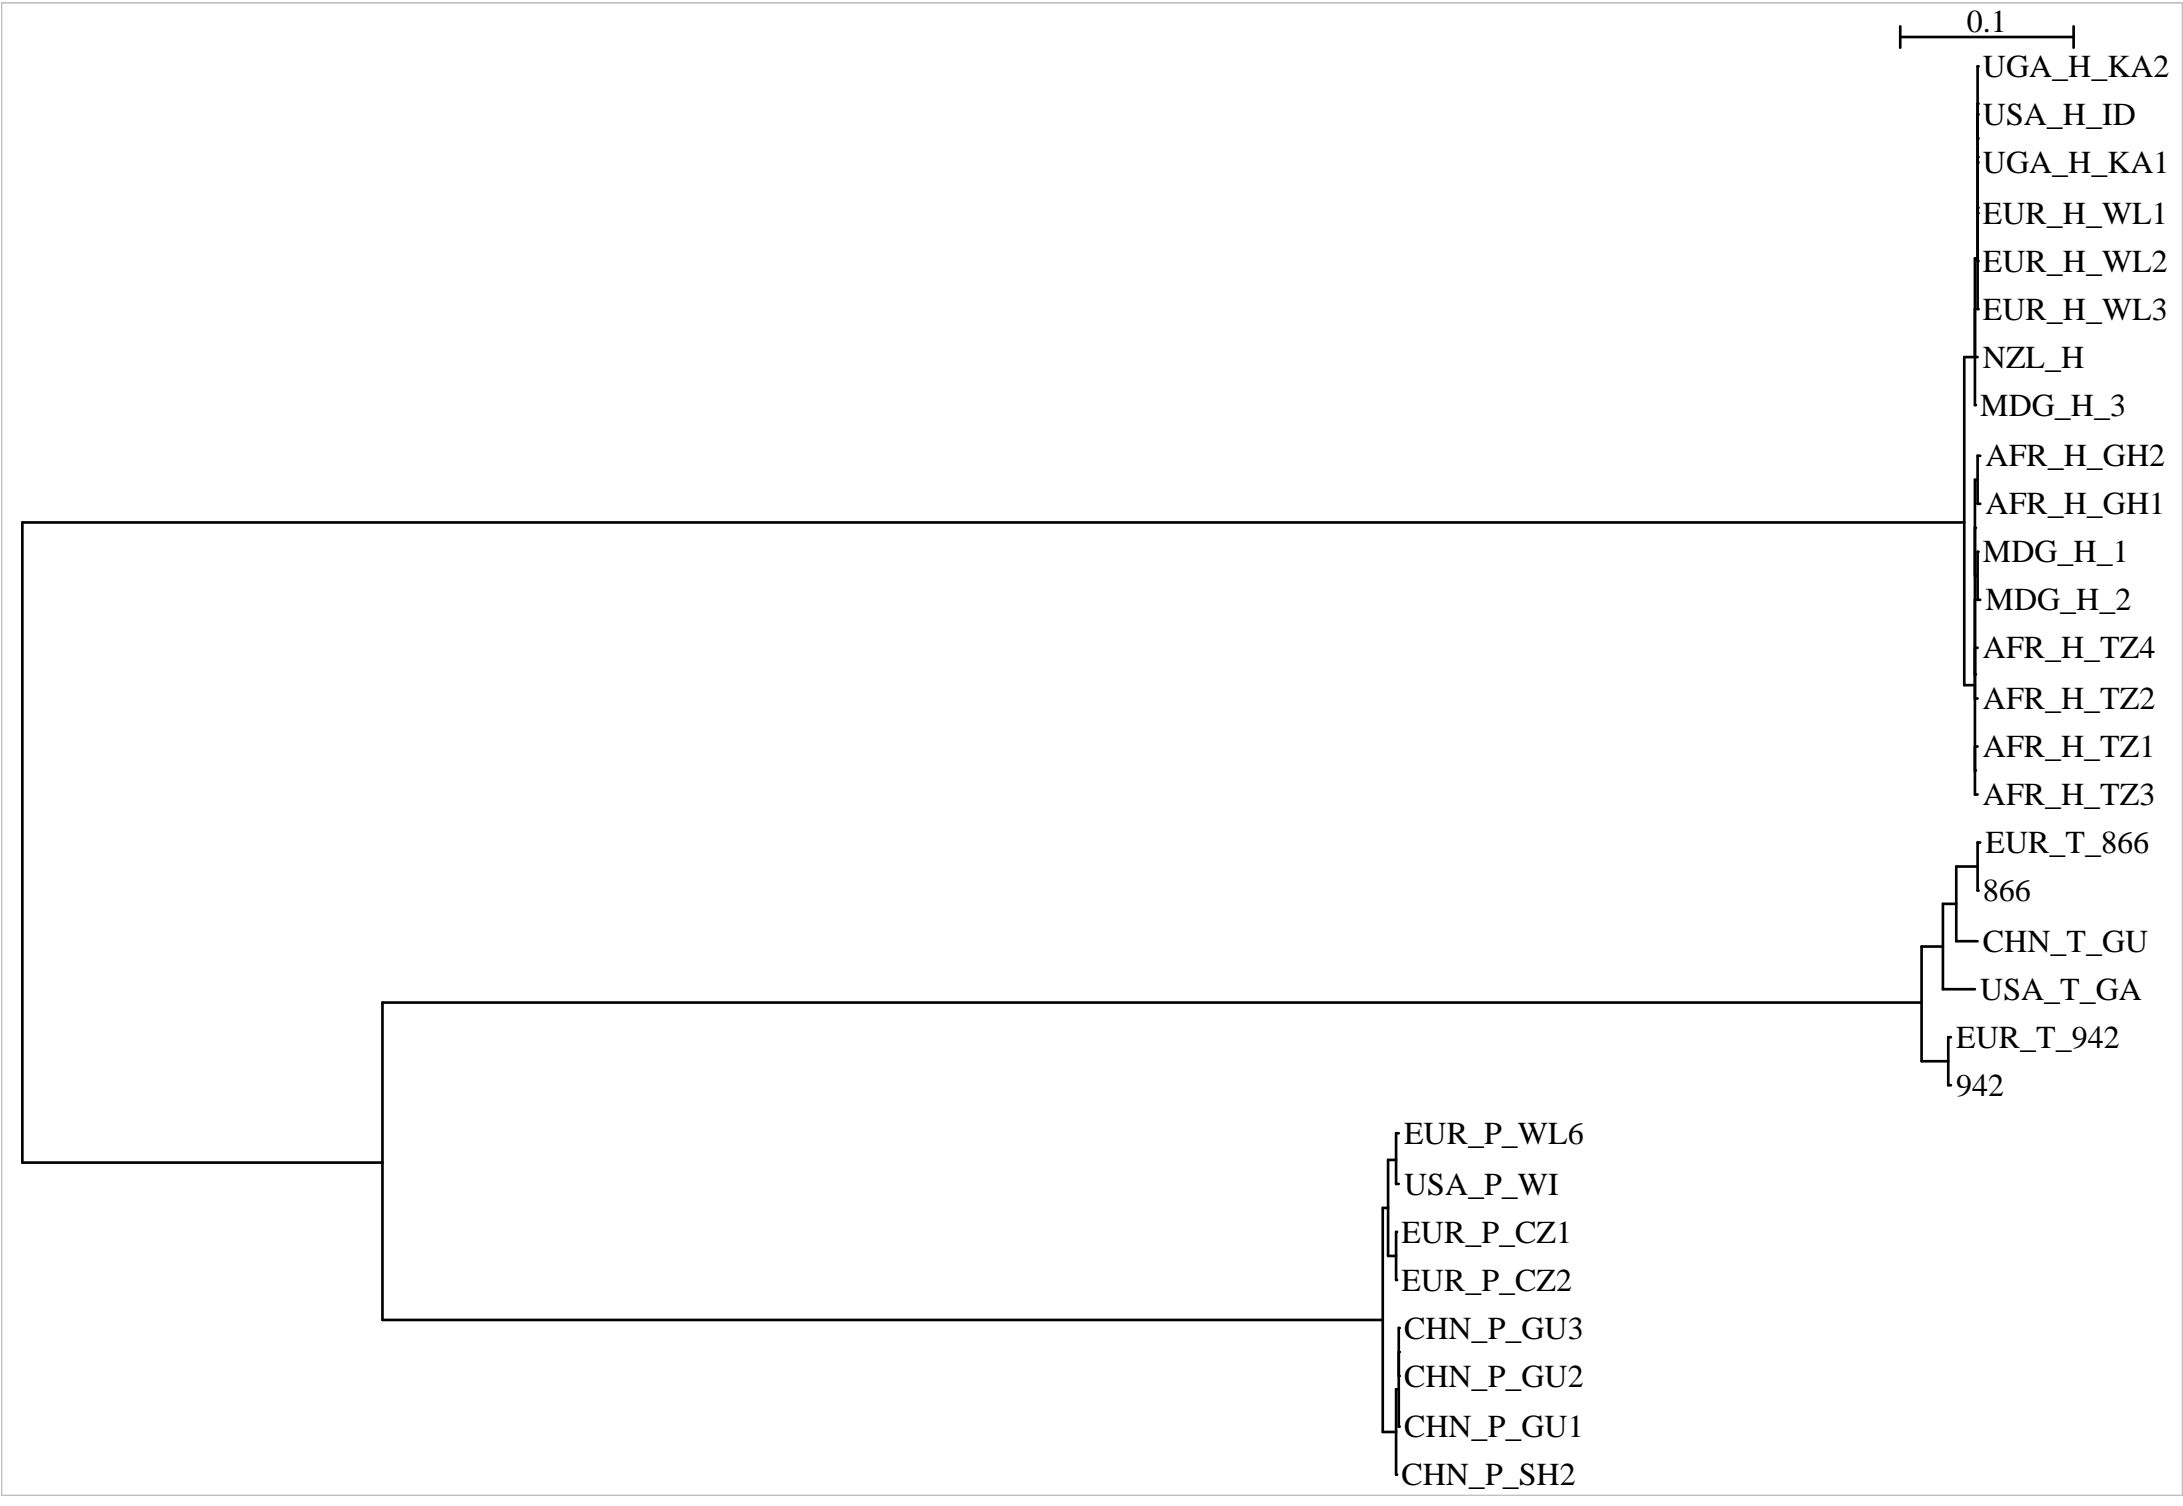 0.1
UGA_H_KA2
USA_H_ID
UGA_H_KA1
EUR_H_WL1
EUR_H_WL2
EUR_H_WL3
NZL_H
MDG_H_3
AFR_H_GH2
AFR_H_GH1
MDG_H_1
MDG_H_2
AFR_H_TZ4
AFR_H_TZ2
AFR_H_TZ1
AFR_H_TZ3
EUR_T_866
866
CHN_T_GU
USA_T_GA
EUR_T_942
942
EUR_P_WL6
USA_P_WI
EUR_P_CZ1
EUR_P_CZ2
CHN_P_GU3
CHN_P_GU2
CHN_P_GU1
CHN_P_SH2